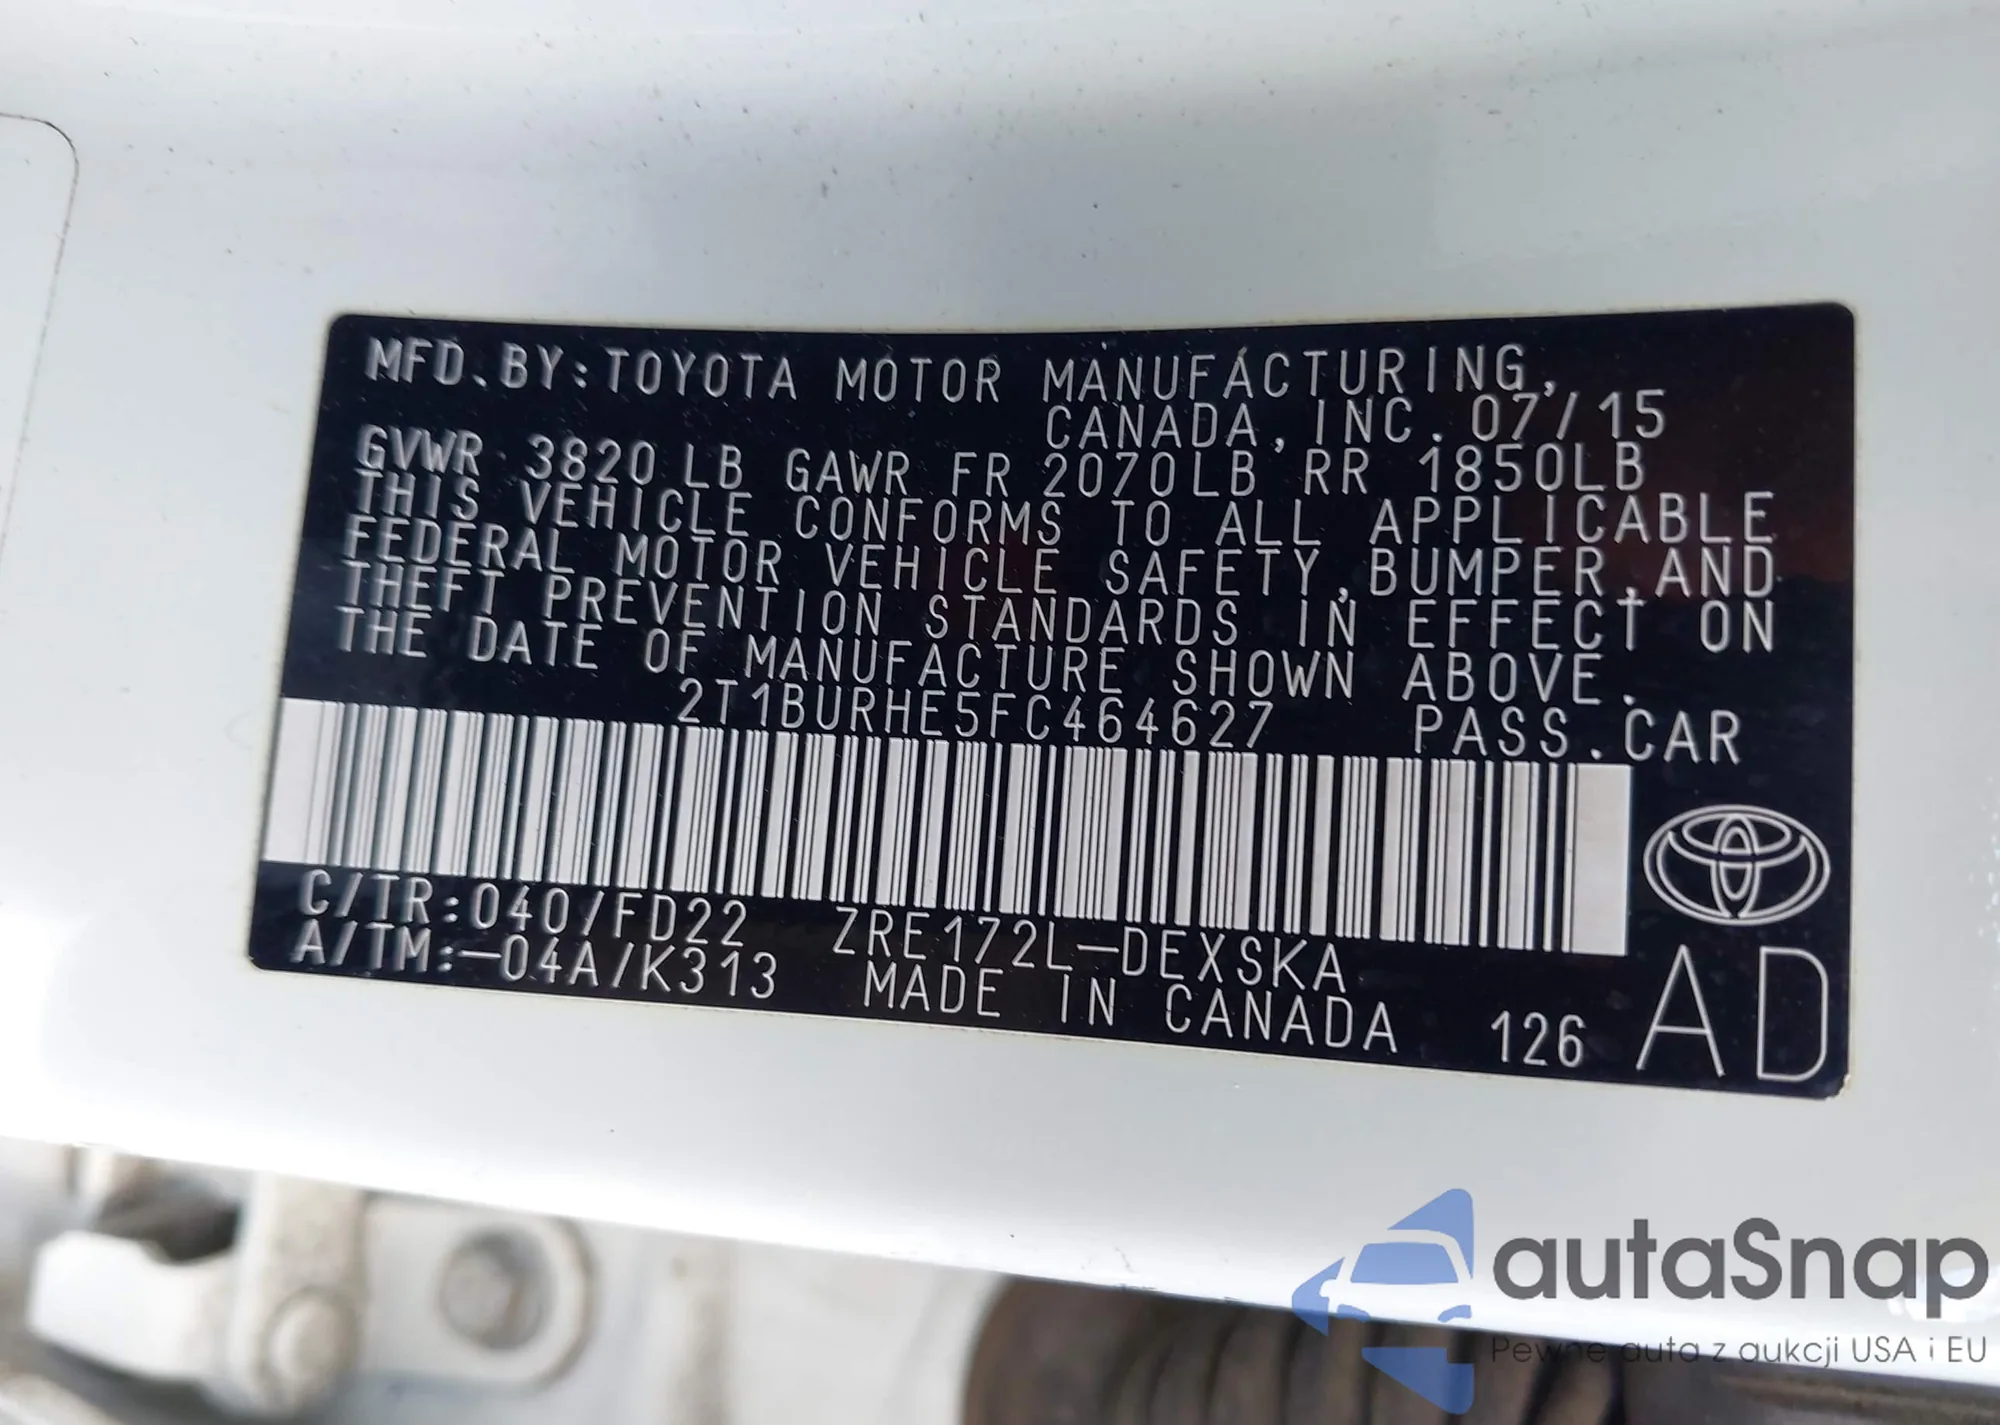 MFD.BY:TOYOTA MOTOR MANUFACTURING,
CANADA,INC.07/15
GVWR 3820LB GAWR FR 2070LB RR 1850LB
THIS VEHICLE CONFORMS TO ALL APPLICABLE
FEDERAL MOTOR VEHICLE SAFETY,BUMPER,AND
THEFT PREVENTION STANDARDS IN EFFECT ON
THE DATE OF MANUFACTURE SHOWN ABOVE.
2T1BURHE5FC464627 PASS.CAR
C/TR:040/FD22 ZRE172L-DEXSKA
A/TM:-04A/K313 MADE IN CANADA 126 AD
autaSnap
Pewne auta z aukcji USA i EU